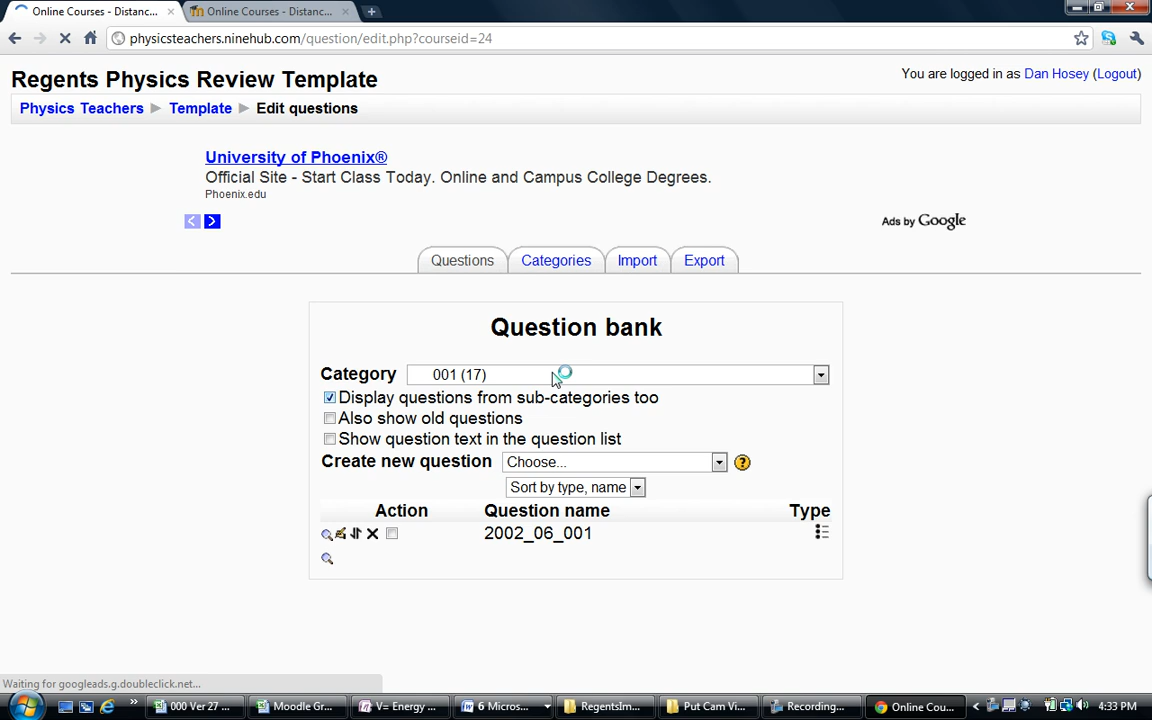 Online Courses - Distanc...
Online Courses - Distanc...
physicsteachers.ninehub.com/question/edit.php?courseid=24
Regents Physics Review Template
You are logged in as Dan Hosey (Logout)
Physics Teachers ► Template ► Edit questions
University of Phoenix®
Official Site - Start Class Today. Online and Campus College Degrees.
Phoenix.edu
< >
Ads by Google
Questions Categories Import Export
Question bank
Category 001 (17)
Display questions from sub-categories too
Also show old questions
Show question text in the question list
Create new question Choose... ?
Sort by type, name
Action Question name Type
2002_06_001
Waiting for googleads.g.doubleclick.net...
» 000 Ver 27 ... Moodle Gr... V= Energy ... 6 Micros... RegentsIm... Put Cam Vi... Recording... Online Cou... < 4:33 PM